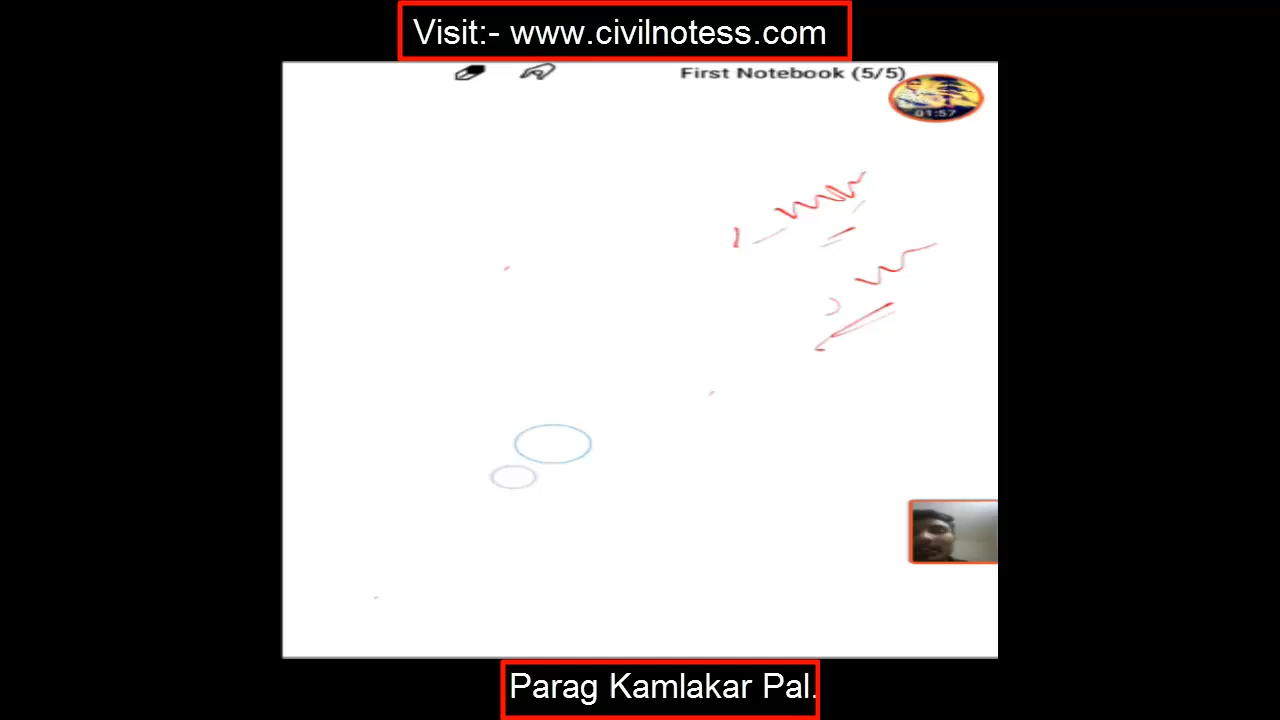 Visit:- www.civilnotess.com
First Notebook (5/5)
01:57
Parag Kamlakar Pal.